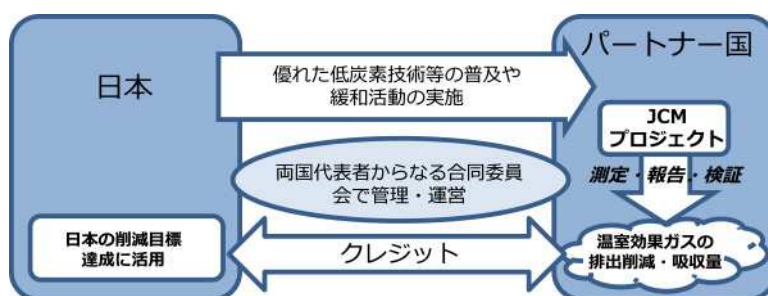 日本
優れた低炭素技術等の普及や
緩和活動の実施
パートナー国
JCM
プロジェクト
測定・報告・検証
両国代表者からなる合同委員
会で管理・運営
日本の削減目標
達成に活用
クレジット
温室効果ガスの
排出削減・吸収量